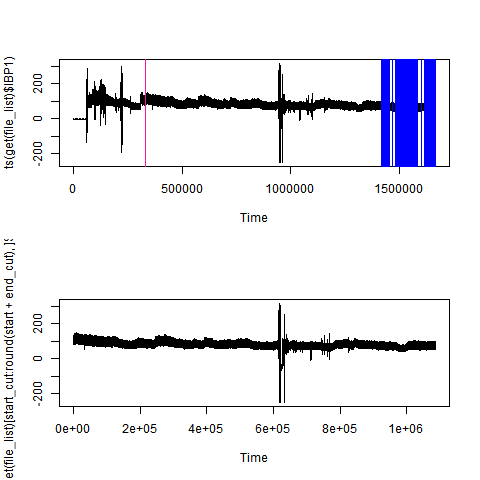 ts(get(file_list)$IBP1)
200
0
-200
0
500000
1000000
1500000
Time
et(file_list)[start_cut:round(start + end_cut), ]$
200
0
-200
0e+00
2e+05
4e+05
6e+05
8e+05
1e+06
Time